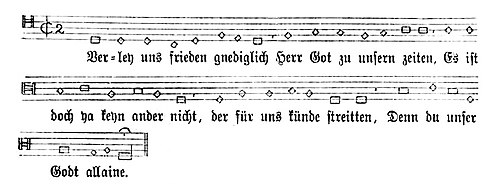 Ver-ley uns frieden gnediglich Herr Got zu unsern zeiten, Es ist
doch ya keyn ander nicht, der für uns künde streitten, Denn du unser
Godt allaine.